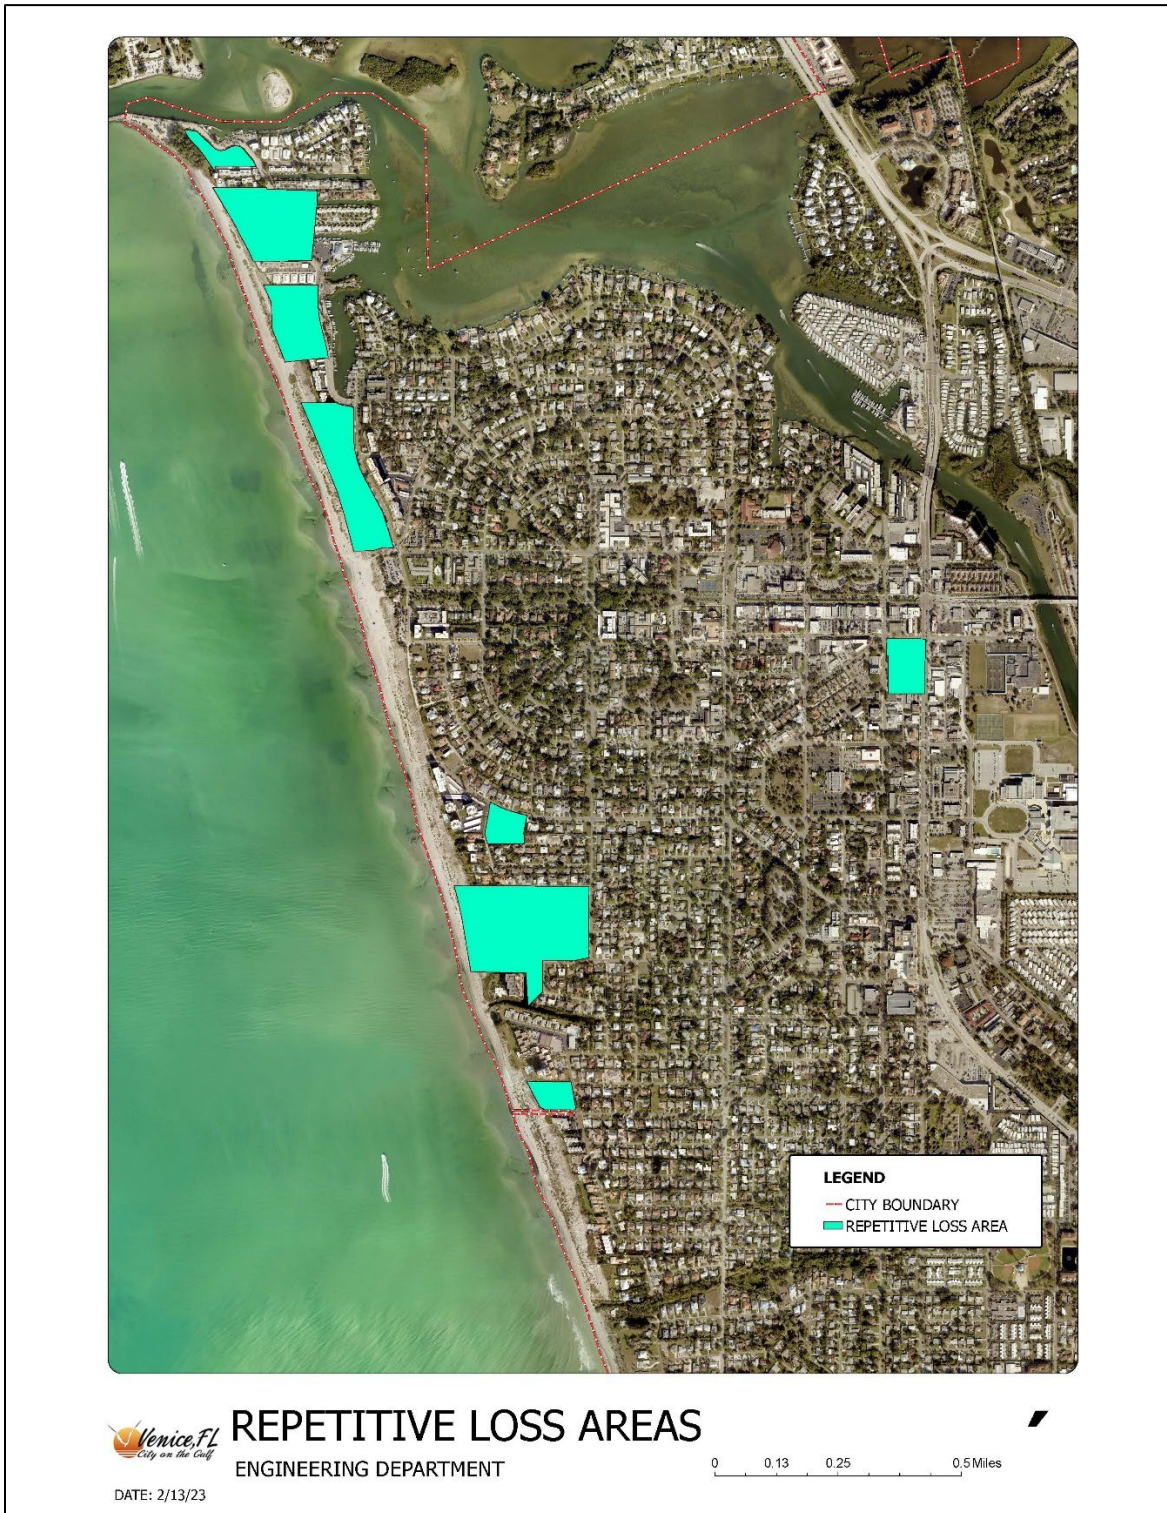 LEGEND
CITY BOUNDARY
REPETITIVE LOSS AREA
Venice, FL
City on the Gulf
REPETITIVE LOSS AREAS
ENGINEERING DEPARTMENT
DATE: 2/13/23
0 0.13 0.25 0.5 Miles